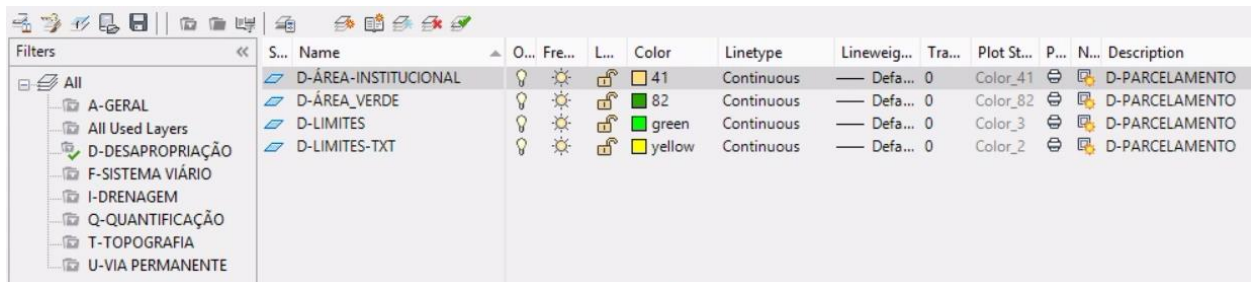 Filters
All
A-GERAL
All Used Layers
D-DESAPROPRIAÇÃO
F-SISTEMA VIÁRIO
I-DRENAGEM
Q-QUANTIFICAÇÃO
T-TOPOGRAFIA
U-VIA PERMANENTE
S... Name O... Fre... L... Color Linetype Lineweig... Tra... Plot St... P... N... Description
D-ÁREA-INSTITUCIONAL 41 Continuous Defa... 0 Color_41 D-PARCELAMENTO
D-ÁREA_VERDE 82 Continuous Defa... 0 Color_82 D-PARCELAMENTO
D-LIMITES green Continuous Defa... 0 Color_3 D-PARCELAMENTO
D-LIMITES-TXT yellow Continuous Defa... 0 Color_2 D-PARCELAMENTO